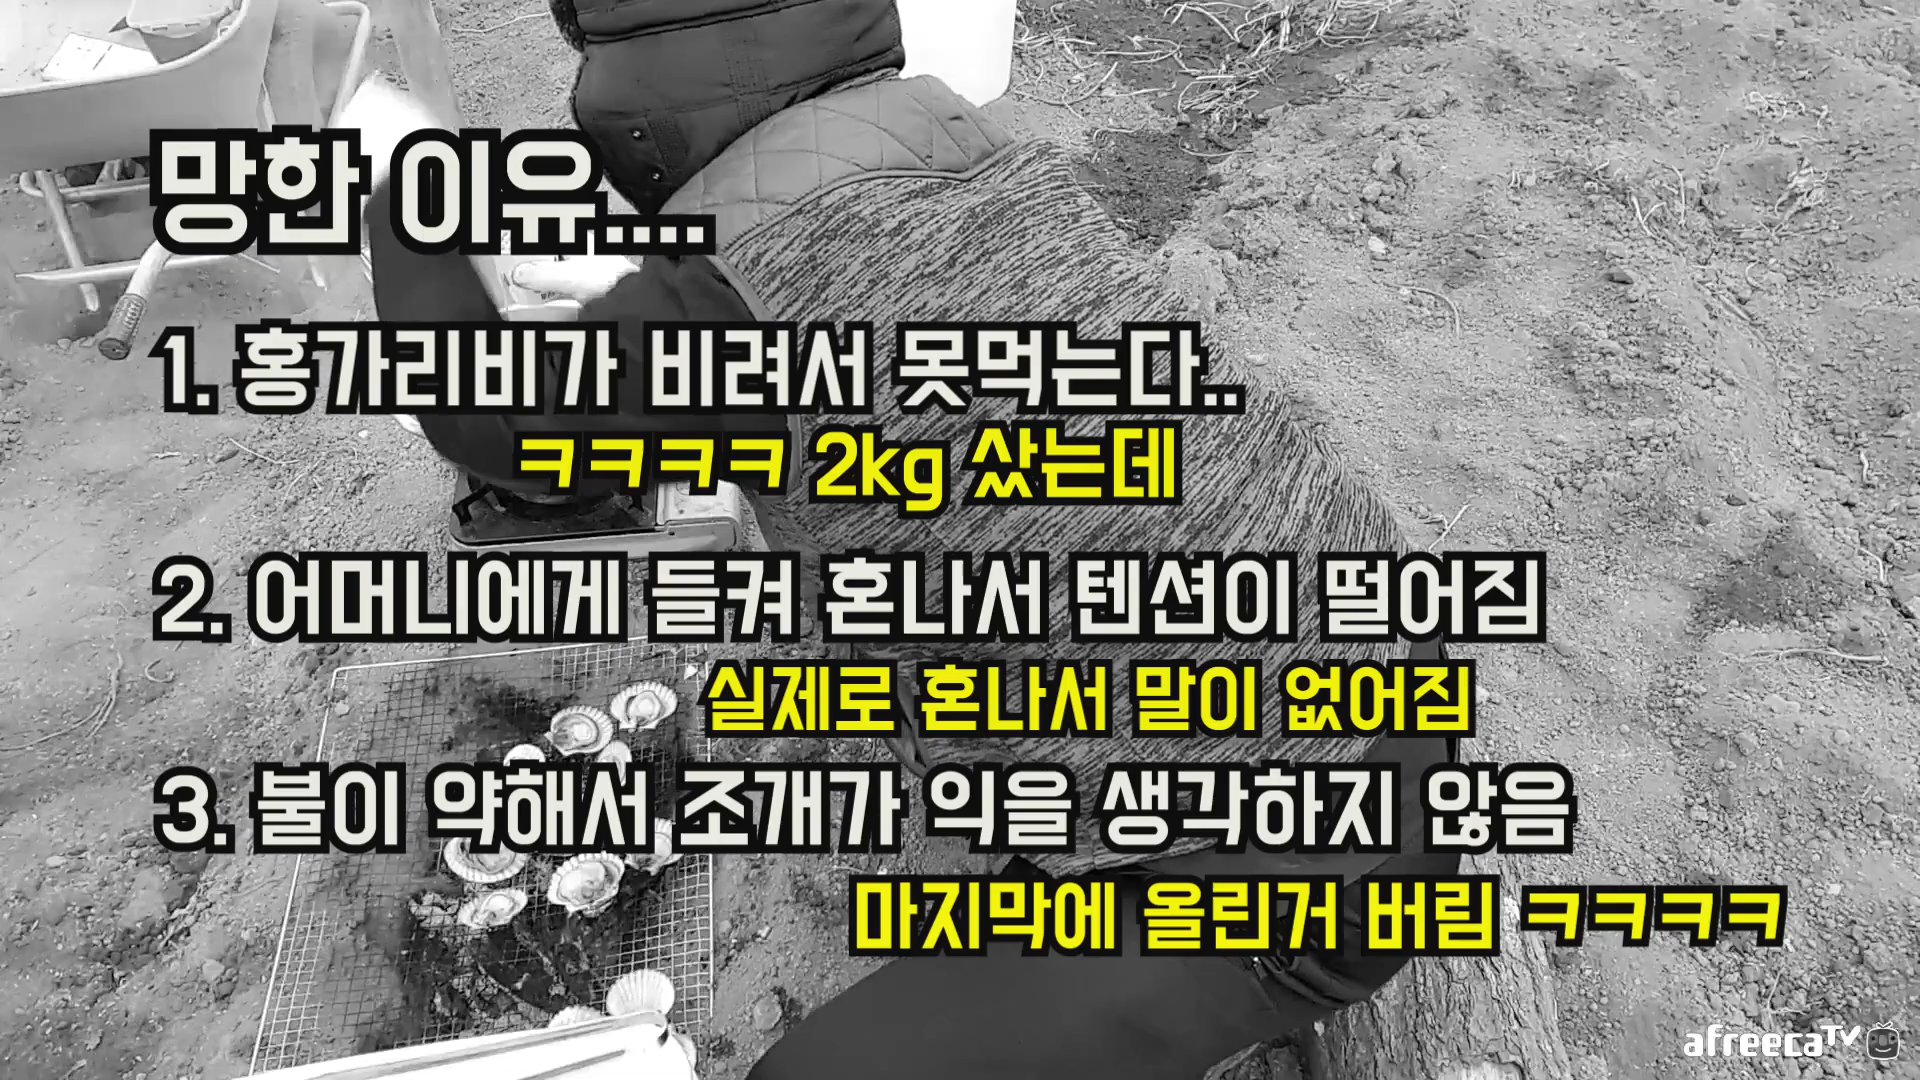 망한 이유....
1. 홍가리비가 비려서 못먹는다..
ㅋㅋㅋㅋ 2kg 샀는데
2. 어머니에게 들켜 혼나서 텐션이 떨어짐
실제로 혼나서 말이 없어짐
3. 불이 약해서 조개가 익을 생각하지 않음
마지막에 올린거 버림 ㅋㅋㅋㅋ
afreecaTV